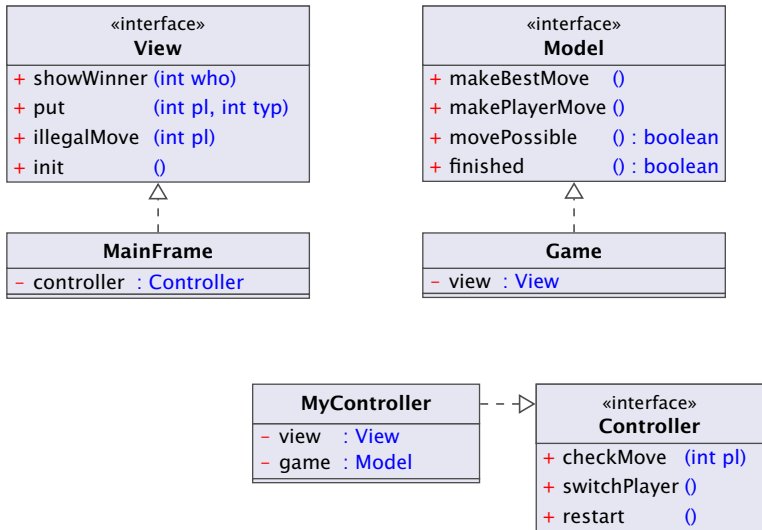 «interface»
View
+ showWinner (int who)
+ put (int pl, int typ)
+ illegalMove (int pl)
+ init ()
MainFrame
- controller : Controller
«interface»
Model
+ makeBestMove ()
+ makePlayerMove ()
+ movePossible () : boolean
+ finished () : boolean
Game
- view : View
MyController
- view : View
- game : Model
«interface»
Controller
+ checkMove (int pl)
+ switchPlayer ()
+ restart ()